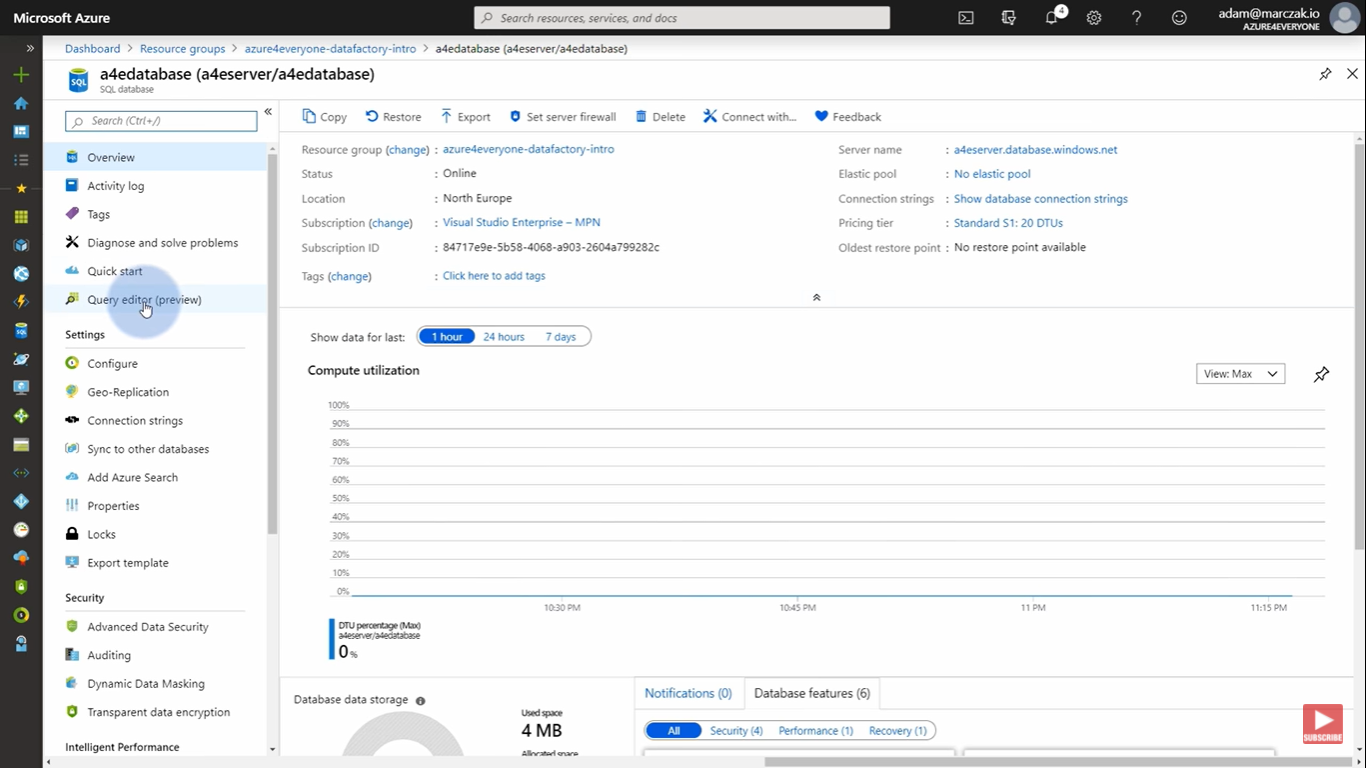 Microsoft Azure
Search resources, services, and docs
4
adam@marczak.io
AZURE4EVERYONE
Dashboard > Resource groups > azure4everyone-datafactory-intro > a4edatabase (a4eserver/a4edatabase)
SQL
a4edatabase (a4eserver/a4edatabase)
SQL database
Search (Ctrl+/)
Overview
Activity log
Tags
Diagnose and solve problems
Quick start
Query editor (preview)
Settings
Configure
Geo-Replication
Connection strings
Sync to other databases
Add Azure Search
Properties
Locks
Export template
Security
Advanced Data Security
Auditing
Dynamic Data Masking
Transparent data encryption
Intelligent Performance
Copy Restore Export Set server firewall Delete Connect with... Feedback
Resource group (change) : azure4everyone-datafactory-intro
Status : Online
Location : North Europe
Subscription (change) : Visual Studio Enterprise – MPN
Subscription ID : 84717e9e-5b58-4068-a903-2604a799282c
Tags (change) : Click here to add tags
Server name : a4eserver.database.windows.net
Elastic pool : No elastic pool
Connection strings : Show database connection strings
Pricing tier : Standard S1: 20 DTUs
Oldest restore point : No restore point available
Show data for last: 1 hour 24 hours 7 days
Compute utilization
View: Max
100%
90%
80%
70%
60%
50%
40%
30%
20%
10%
0%
10:30 PM 10:45 PM 11 PM 11:15 PM
DTU percentage (Max)
a4eserver/a4edatabase
0 %
Database data storage
Used space
4 MB
Allocated space
Notifications (0) Database features (6)
All Security (4) Performance (1) Recovery (1)
SUBSCRIBE